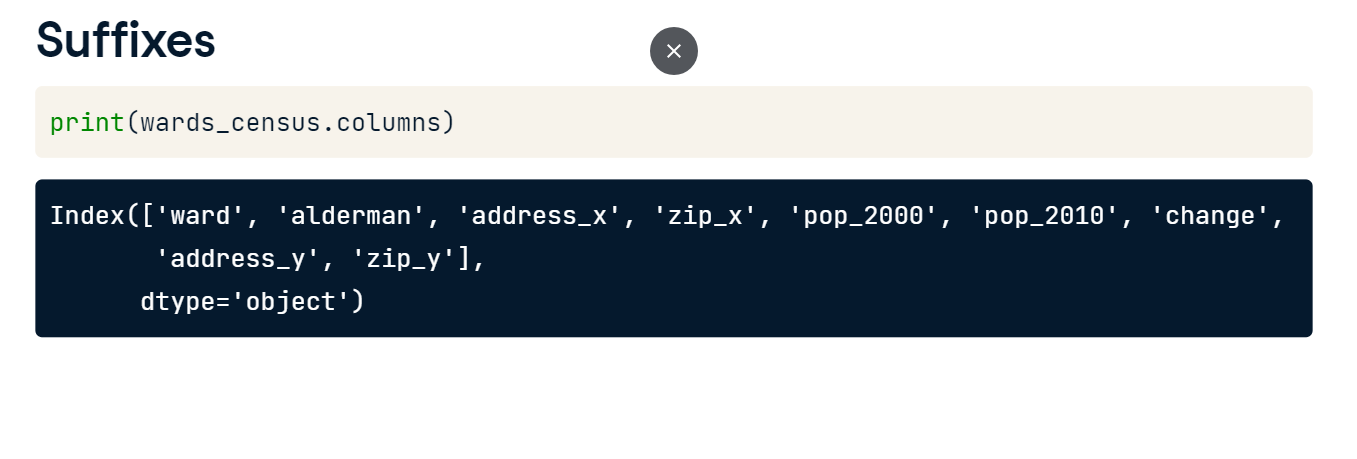 Suffixes
print(wards_census.columns)
Index(['ward', 'alderman', 'address_x', 'zip_x', 'pop_2000', 'pop_2010', 'change',
'address_y', 'zip_y'],
dtype='object')